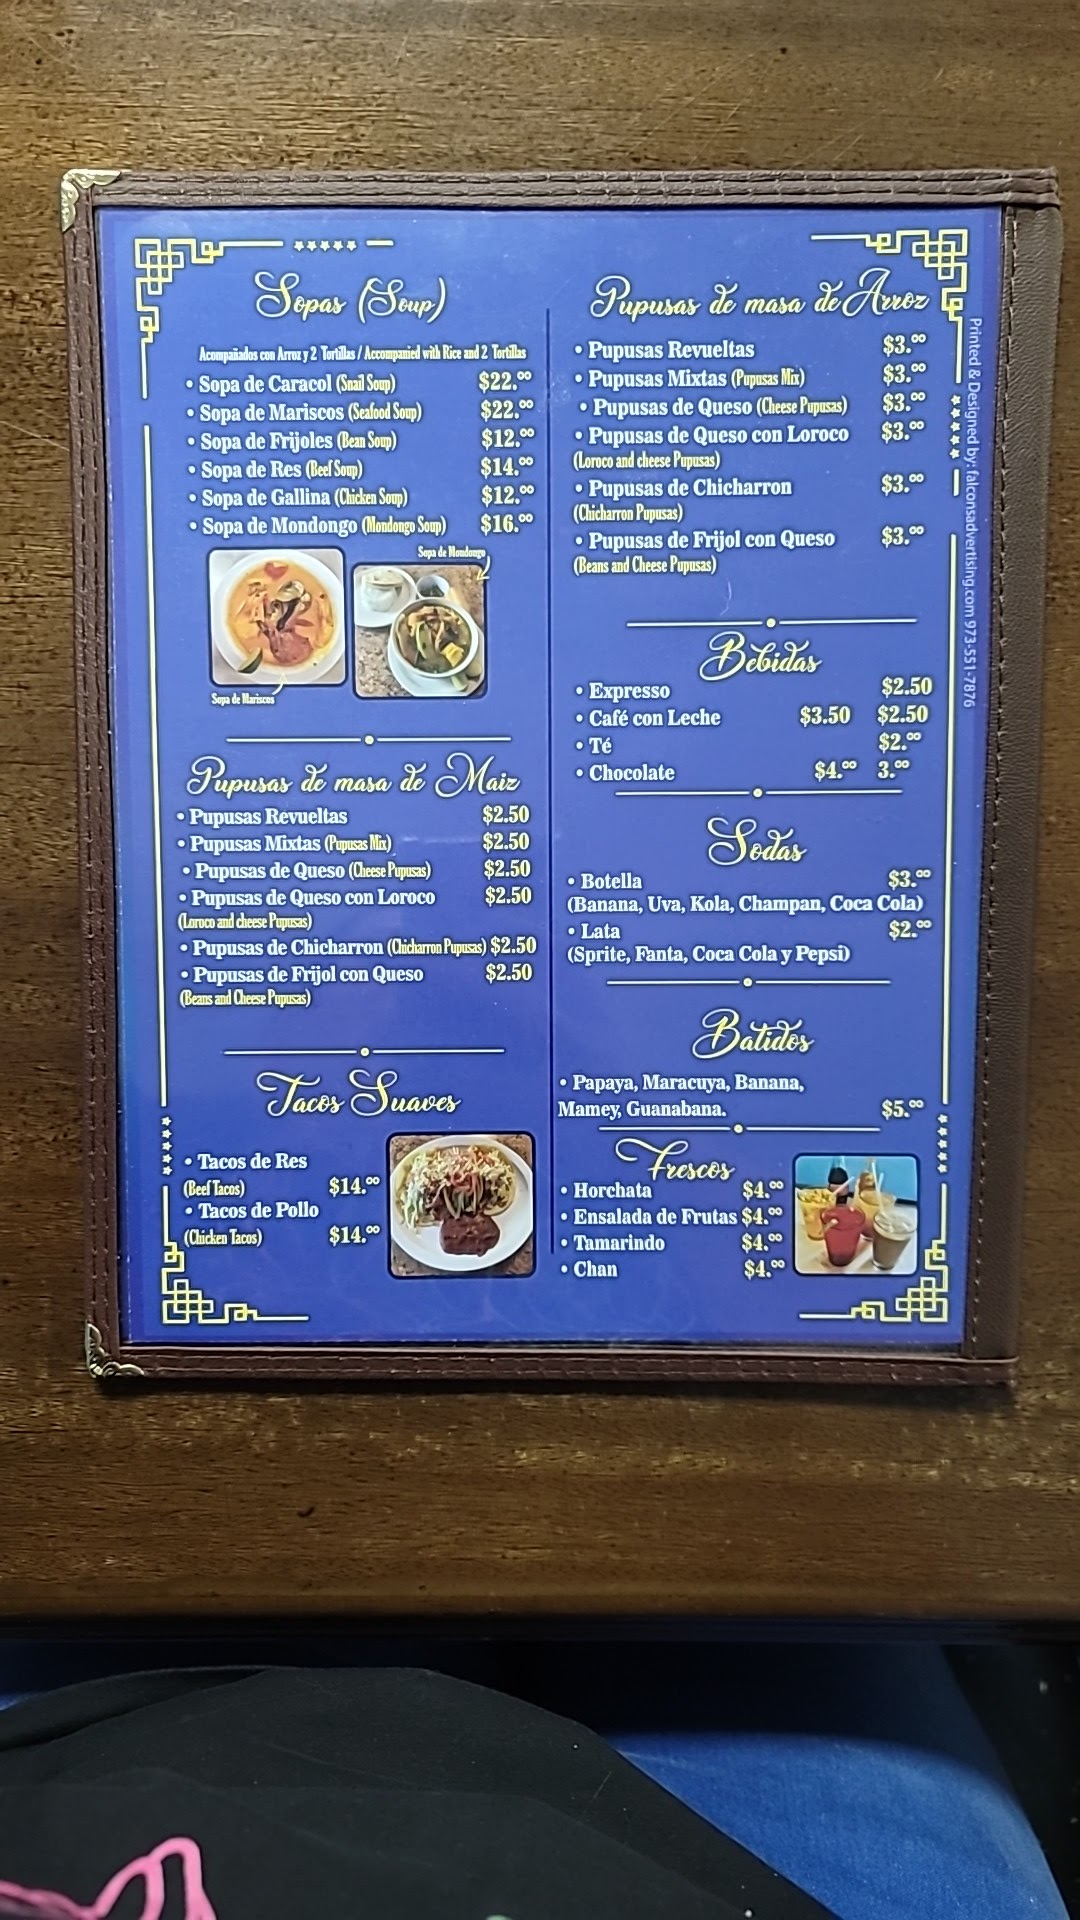 Sopas (Soup)
Acompañados con Arroz y 2 Tortillas / Accompanied with Rice and 2 Tortillas
• Sopa de Caracol (Snail Soup) $22.00
• Sopa de Mariscos (Seafood Soup) $22.00
• Sopa de Frijoles (Bean Soup) $12.00
• Sopa de Res (Beef Soup) $14.00
• Sopa de Gallina (Chicken Soup) $12.00
• Sopa de Mondongo (Mondongo Soup) $16.00
Sopa de Mondongo
Sopa de Mariscos
Pupusas de masa de Maiz
• Pupusas Revueltas $2.50
• Pupusas Mixtas (Pupusas Mix) $2.50
• Pupusas de Queso (Cheese Pupusas) $2.50
• Pupusas de Queso con Loroco $2.50
(Loroco and cheese Pupusas)
• Pupusas de Chicharron (Chicharron Pupusas) $2.50
• Pupusas de Frijol con Queso $2.50
(Beans and Cheese Pupusas)
Tacos Suaves
• Tacos de Res
(Beef Tacos) $14.00
• Tacos de Pollo
(Chicken Tacos) $14.00
Pupusas de masa de Arroz
• Pupusas Revueltas $3.00
• Pupusas Mixtas (Pupusas Mix) $3.00
• Pupusas de Queso (Cheese Pupusas) $3.00
• Pupusas de Queso con Loroco $3.00
(Loroco and cheese Pupusas)
• Pupusas de Chicharron $3.00
(Chicharron Pupusas)
• Pupusas de Frijol con Queso $3.00
(Beans and Cheese Pupusas)
Bebidas
• Expresso $2.50
• Café con Leche $3.50 $2.50
• Té $2.00
• Chocolate $4.00 3.00
Sodas
• Botella $3.00
(Banana, Uva, Kola, Champan, Coca Cola)
• Lata $2.00
(Sprite, Fanta, Coca Cola y Pepsi)
Batidos
• Papaya, Maracuya, Banana,
Mamey, Guanabana. $5.00
Frescos
• Horchata $4.00
• Ensalada de Frutas $4.00
• Tamarindo $4.00
• Chan $4.00
Printed & Designed by: falconsadvertising.com 973-551-7876